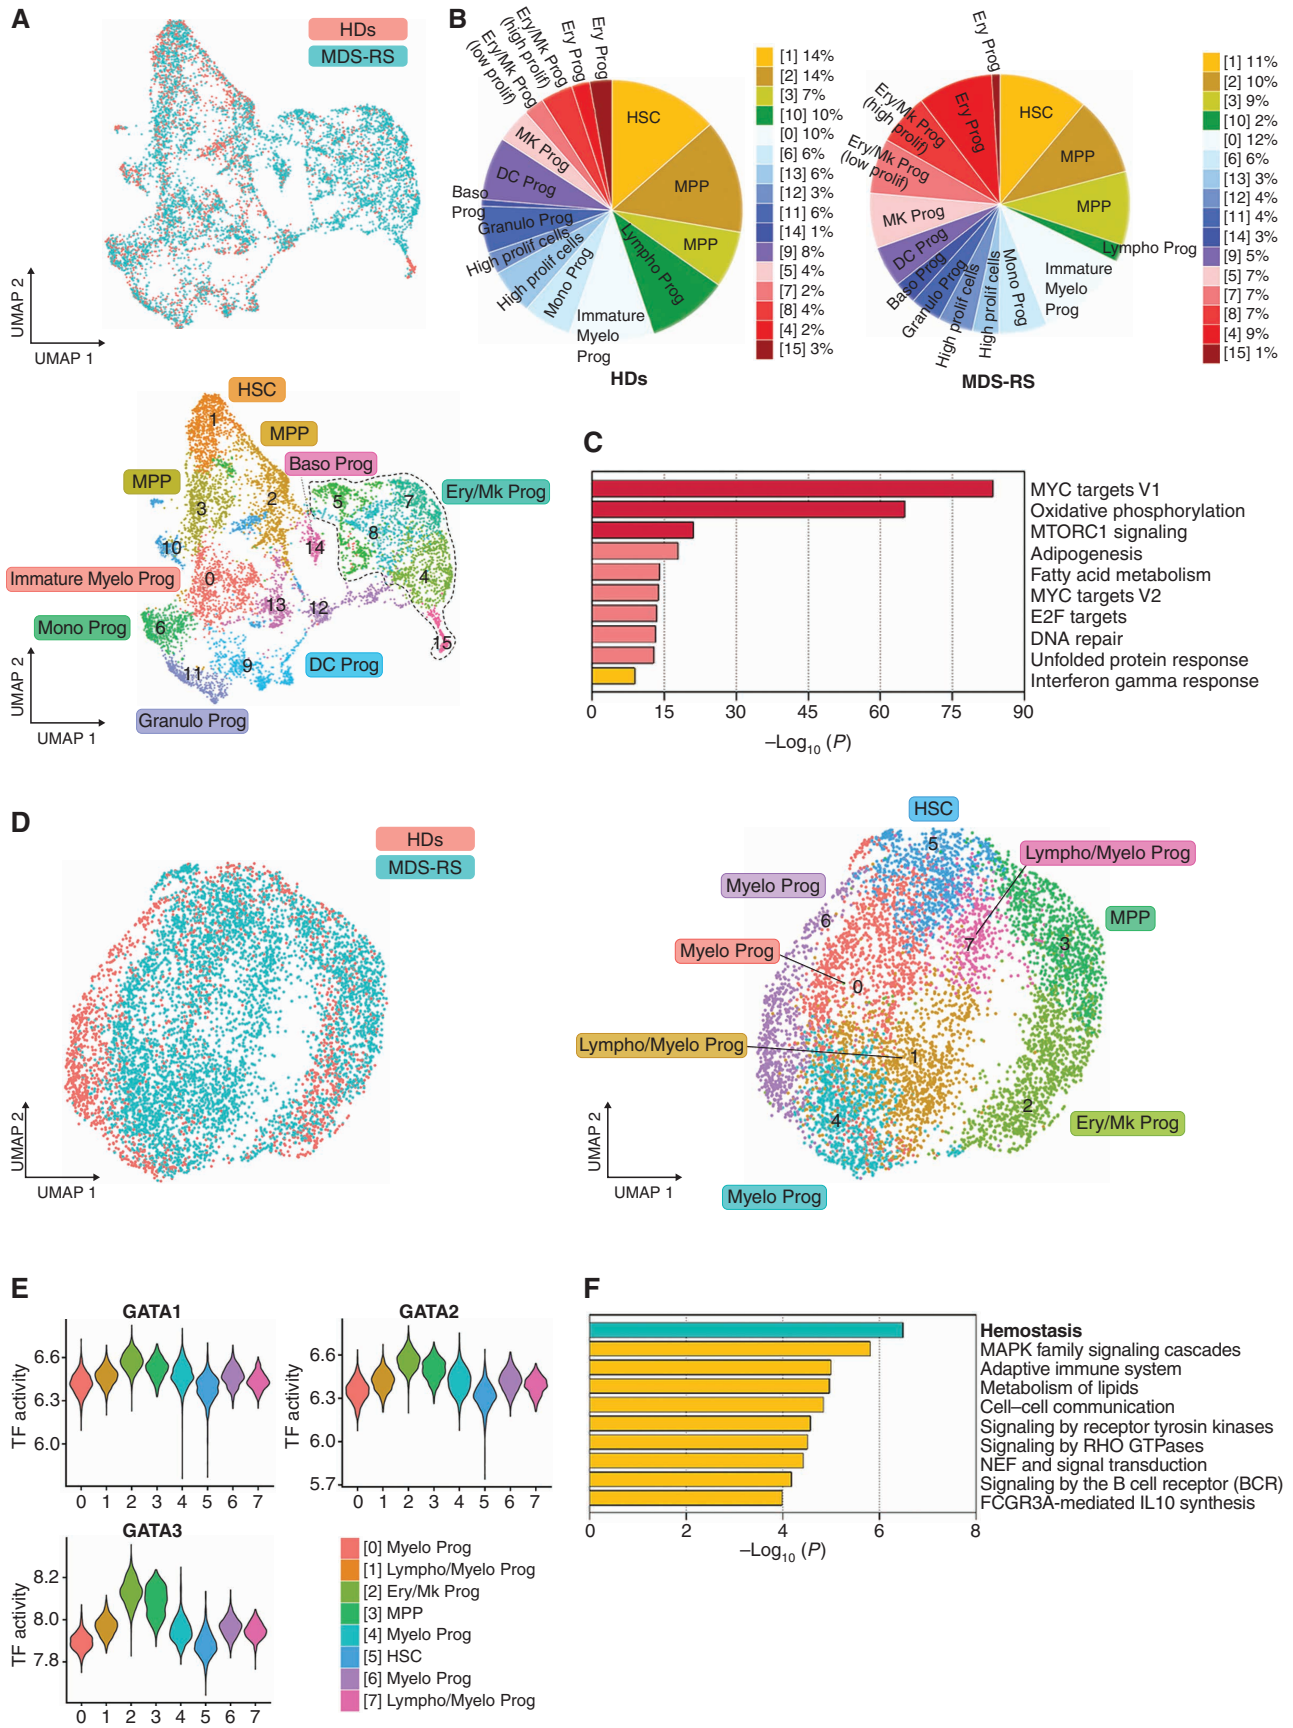 A
HDs
MDS-RS
UMAP 2
UMAP 1
HSC
MPP
Baso Prog
MPP
Ery/Mk Prog
1
2
3
5
7
8
14
10
4
Immature Myelo Prog
0
13
12
Mono Prog
6
15
11
9
DC Prog
Granulo Prog
UMAP 2
UMAP 1
B
Ery/Mk Prog
(low prolif)
Ery/Mk Prog
(high prolif)
Ery Prog
Ery Prog
HSC
MPP
MPP
Lympho Prog
Immature
Myelo
Prog
Mono Prog
High prolif cells
High prolif cells
Granulo Prog
Baso
Prog
DC Prog
MK Prog
HDs
[1] 14%
[2] 14%
[3] 7%
[10] 10%
[0] 10%
[6] 6%
[13] 6%
[12] 3%
[11] 6%
[14] 1%
[9] 8%
[5] 4%
[7] 2%
[8] 4%
[4] 2%
[15] 3%
Ery Prog
HSC
MPP
MPP
Lympho Prog
Immature
Myelo
Prog
Mono Prog
High prolif cells
High prolif cells
Granulo Prog
Baso Prog
DC Prog
MK Prog
Ery/Mk Prog
(low prolif)
Ery/Mk Prog
(high prolif)
Ery Prog
MDS-RS
[1] 11%
[2] 10%
[3] 9%
[10] 2%
[0] 12%
[6] 6%
[13] 3%
[12] 4%
[11] 4%
[14] 3%
[9] 5%
[5] 7%
[7] 7%
[8] 7%
[4] 9%
[15] 1%
C
MYC targets V1
Oxidative phosphorylation
MTORC1 signaling
Adipogenesis
Fatty acid metabolism
MYC targets V2
E2F targets
DNA repair
Unfolded protein response
Interferon gamma response
0 15 30 45 60 75 90
–Log10 (P)
D
HDs
MDS-RS
UMAP 2
UMAP 1
HSC
5
Lympho/Myelo Prog
Myelo Prog
6
MPP
7
3
Myelo Prog
0
Lympho/Myelo Prog
1
2
4
Ery/Mk Prog
Myelo Prog
UMAP 2
UMAP 1
E
GATA1
TF activity
6.6
6.3
6.0
0 1 2 3 4 5 6 7
GATA2
TF activity
6.6
6.3
6.0
5.7
0 1 2 3 4 5 6 7
GATA3
TF activity
8.2
8.0
7.8
0 1 2 3 4 5 6 7
[0] Myelo Prog
[1] Lympho/Myelo Prog
[2] Ery/Mk Prog
[3] MPP
[4] Myelo Prog
[5] HSC
[6] Myelo Prog
[7] Lympho/Myelo Prog
F
Hemostasis
MAPK family signaling cascades
Adaptive immune system
Metabolism of lipids
Cell–cell communication
Signaling by receptor tyrosin kinases
Signaling by RHO GTPases
NEF and signal transduction
Signaling by the B cell receptor (BCR)
FCGR3A-mediated IL10 synthesis
0 2 4 6 8
–Log10 (P)